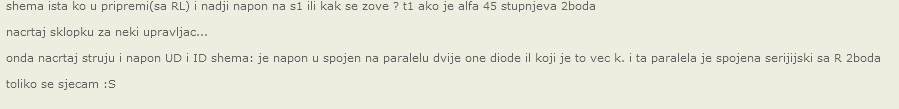 shema ista ko u pripremi(sa RL) i nadji napon na s1 ili kak se zove ? t1 ako je alfa 45 stupnjeva 2boda
nacrtaj sklopku za neki upravljac...
onda nacrtaj struju i napon UD i ID shema: je napon u spojen na paralelu dvije one diode il koji je to vec k. i ta paralela je spojena serijijski sa R 2boda
toliko se sjecam :S